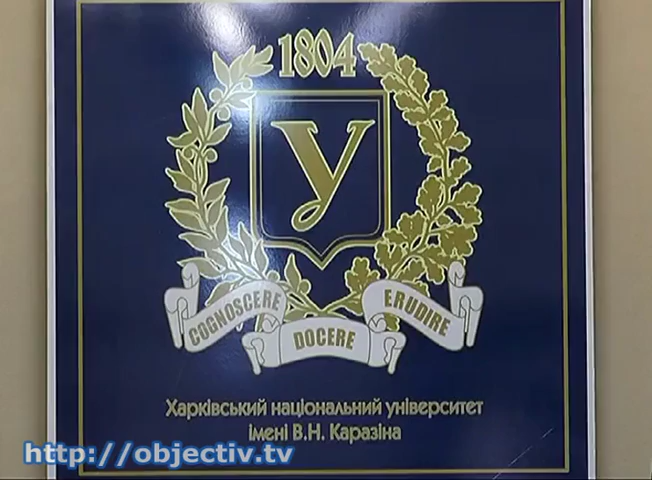 1804
У
COGNOSCERE
DOCERE
ERUDIRE
Харківський національний університет
імені В.Н. Каразіна
http://objectiv.tv